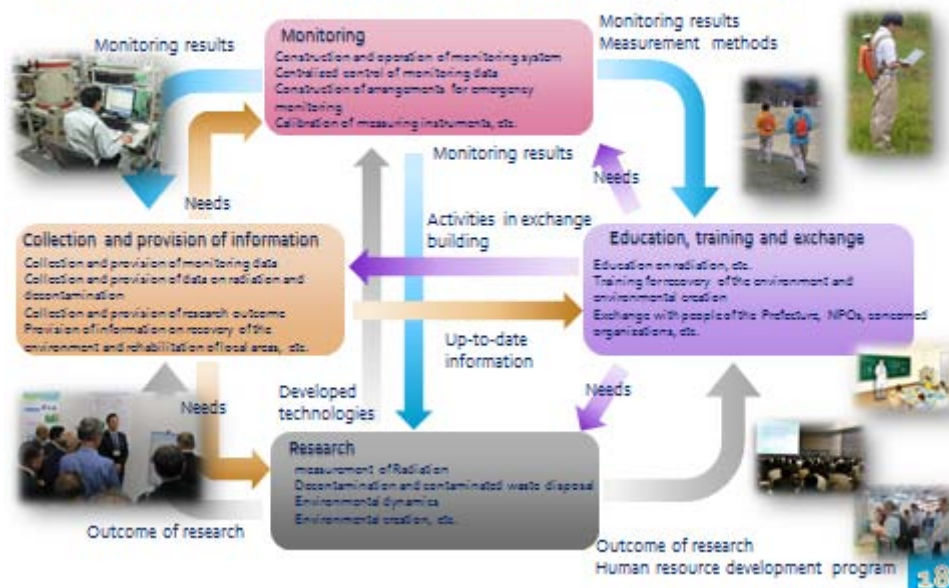 Monitoring results
Monitoring
Construction and operation of monitoring system
Centralized control of monitoring data
Construction of arrangements for emergency
monitoring
Calibration of measuring instruments, etc.
Monitoring results
Measurement methods
Needs
Monitoring results
Needs
Activities in exchange
building
Collection and provision of information
Collection and provision of monitoring data
Collection and provision of data on radiation and
decontamination
Collection and provision of research outcome
Provision of information on recovery of the
environment and rehabilitation of local areas, etc.
Education, training and exchange
Education on radiation, etc.
Training for recovery of the environment and
environmental creation
Exchange with people of the Prefecture, NPOs, concerned
organizations, etc.
Up-to-date
information
Needs
Developed
technologies
Needs
Research
measurement of Radiation
Decontamination and contaminated waste disposal
Environmental dynamics
Environmental creation, etc.
Outcome of research
Outcome of research
Human resource development program
18